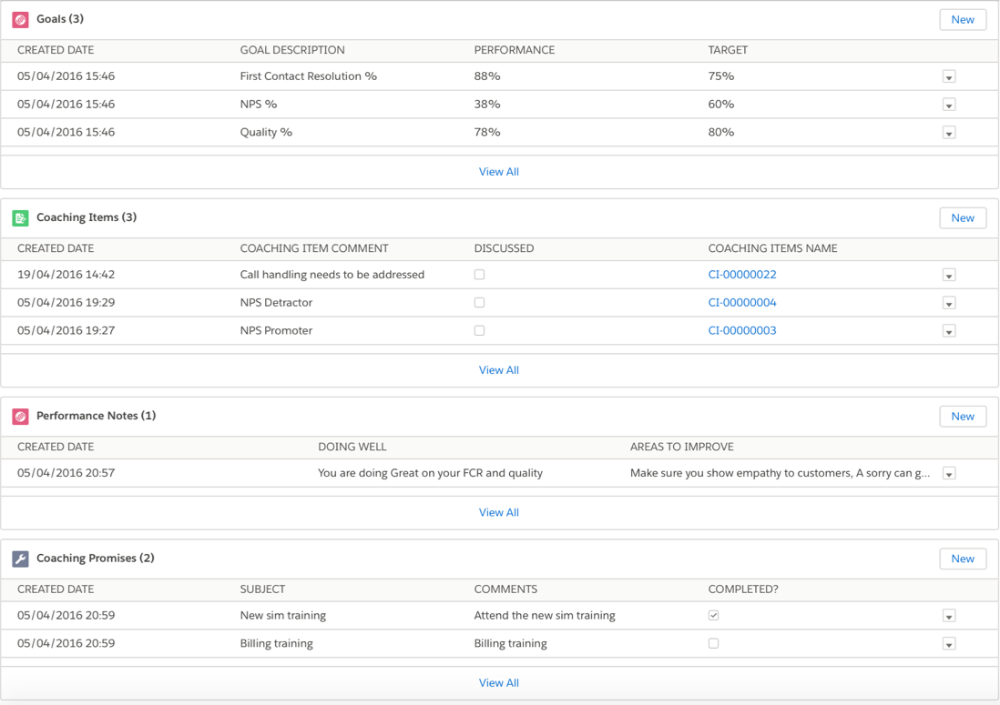 Goals (3) New
CREATED DATE GOAL DESCRIPTION PERFORMANCE TARGET
05/04/2016 15:46 First Contact Resolution % 88% 75%
05/04/2016 15:46 NPS % 38% 60%
05/04/2016 15:46 Quality % 78% 80%
View All
Coaching Items (3) New
CREATED DATE COACHING ITEM COMMENT DISCUSSED COACHING ITEMS NAME
19/04/2016 14:42 Call handling needs to be addressed CI-00000022
05/04/2016 19:29 NPS Detractor CI-00000004
05/04/2016 19:27 NPS Promoter CI-00000003
View All
Performance Notes (1) New
CREATED DATE DOING WELL AREAS TO IMPROVE
05/04/2016 20:57 You are doing Great on your FCR and quality Make sure you show empathy to customers, A sorry can g...
View All
Coaching Promises (2) New
CREATED DATE SUBJECT COMMENTS COMPLETED?
05/04/2016 20:59 New sim training Attend the new sim training
05/04/2016 20:59 Billing training Billing training
View All